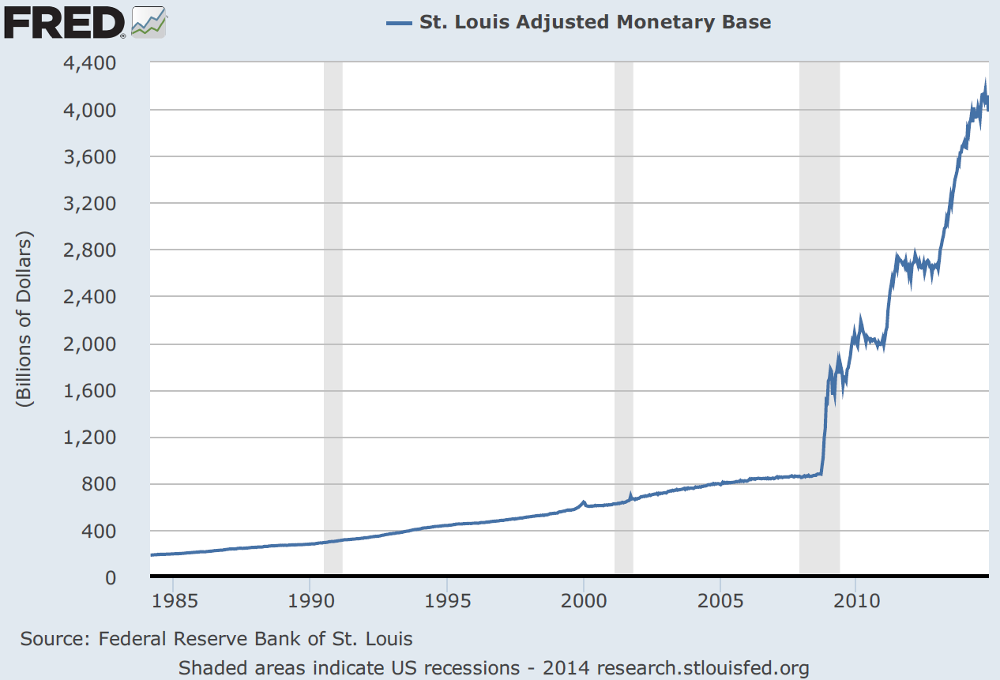 FRED®
St. Louis Adjusted Monetary Base
4,400
4,000
3,600
3,200
2,800
2,400
2,000
1,600
1,200
800
400
0
(Billions of Dollars)
1985 1990 1995 2000 2005 2010
Source: Federal Reserve Bank of St. Louis
Shaded areas indicate US recessions - 2014 research.stlouisfed.org